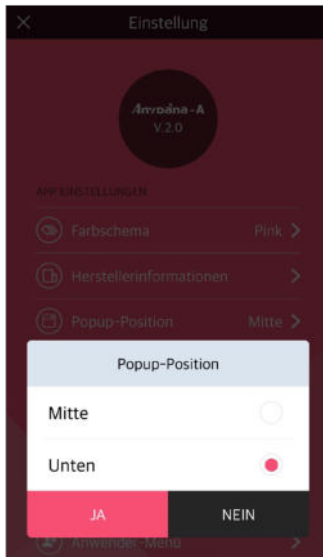 Einstellung
Anydana-A
V.2.0
APP EINSTELLUNGEN
Farbschema Pink
Herstellerinformationen
Popup-Position Mitte
Popup-Position
Mitte
Unten
JA NEIN
Anwender-Menü